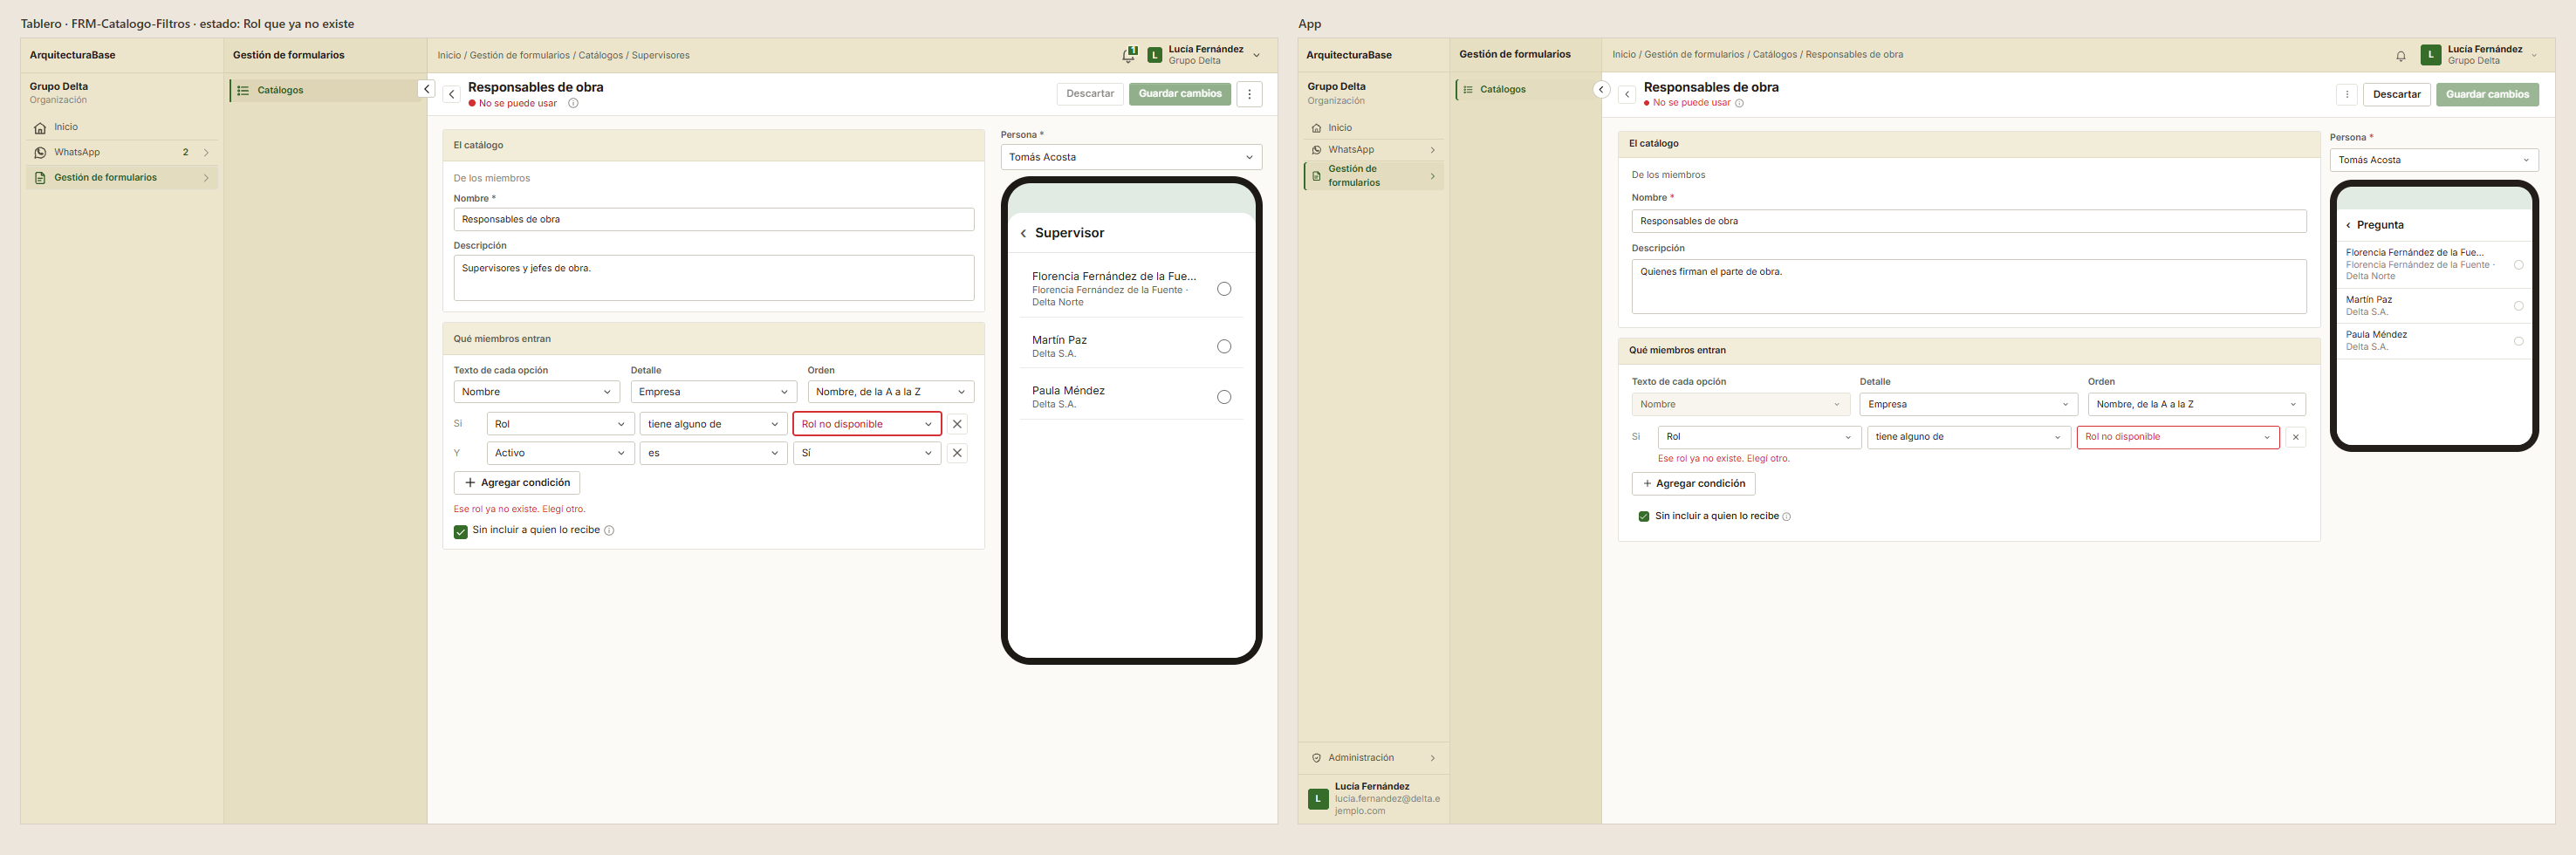 Tablero · FRM-Catalogo-Filtros · estado: Rol que ya no existe
ArquitecturaBase
Gestión de formularios
Inicio / Gestión de formularios / Catálogos / Supervisores
1
L
Lucía Fernández
Grupo Delta
Grupo Delta
Organización
Inicio
WhatsApp
2
Gestión de formularios
Catálogos
Responsables de obra
No se puede usar
Descartar
Guardar cambios
El catálogo
De los miembros
Nombre *
Responsables de obra
Descripción
Supervisores y jefes de obra.
Qué miembros entran
Texto de cada opción
Detalle
Orden
Nombre
Empresa
Nombre, de la A a la Z
Si
Rol
tiene alguno de
Rol no disponible
Y
Activo
es
Sí
Agregar condición
Ese rol ya no existe. Elegí otro.
Sin incluir a quien lo recibe
Persona *
Tomás Acosta
Supervisor
Florencia Fernández de la Fue...
Florencia Fernández de la Fuente ·
Delta Norte
Martín Paz
Delta S.A.
Paula Méndez
Delta S.A.
App
ArquitecturaBase
Gestión de formularios
Inicio / Gestión de formularios / Catálogos / Responsables de obra
L
Lucía Fernández
Grupo Delta
Grupo Delta
Organización
Inicio
WhatsApp
Gestión de
formularios
Catálogos
Responsables de obra
No se puede usar
Descartar
Guardar cambios
El catálogo
De los miembros
Nombre *
Responsables de obra
Descripción
Quienes firman el parte de obra.
Qué miembros entran
Texto de cada opción
Detalle
Orden
Nombre
Empresa
Nombre, de la A a la Z
Si
Rol
tiene alguno de
Rol no disponible
Ese rol ya no existe. Elegí otro.
Agregar condición
Sin incluir a quien lo recibe
Persona *
Tomás Acosta
Pregunta
Florencia Fernández de la Fue...
Florencia Fernández de la Fuente ·
Delta Norte
Martín Paz
Delta S.A.
Paula Méndez
Delta S.A.
Administración
L
Lucía Fernández
lucia.fernandez@delta.e
jemplo.com